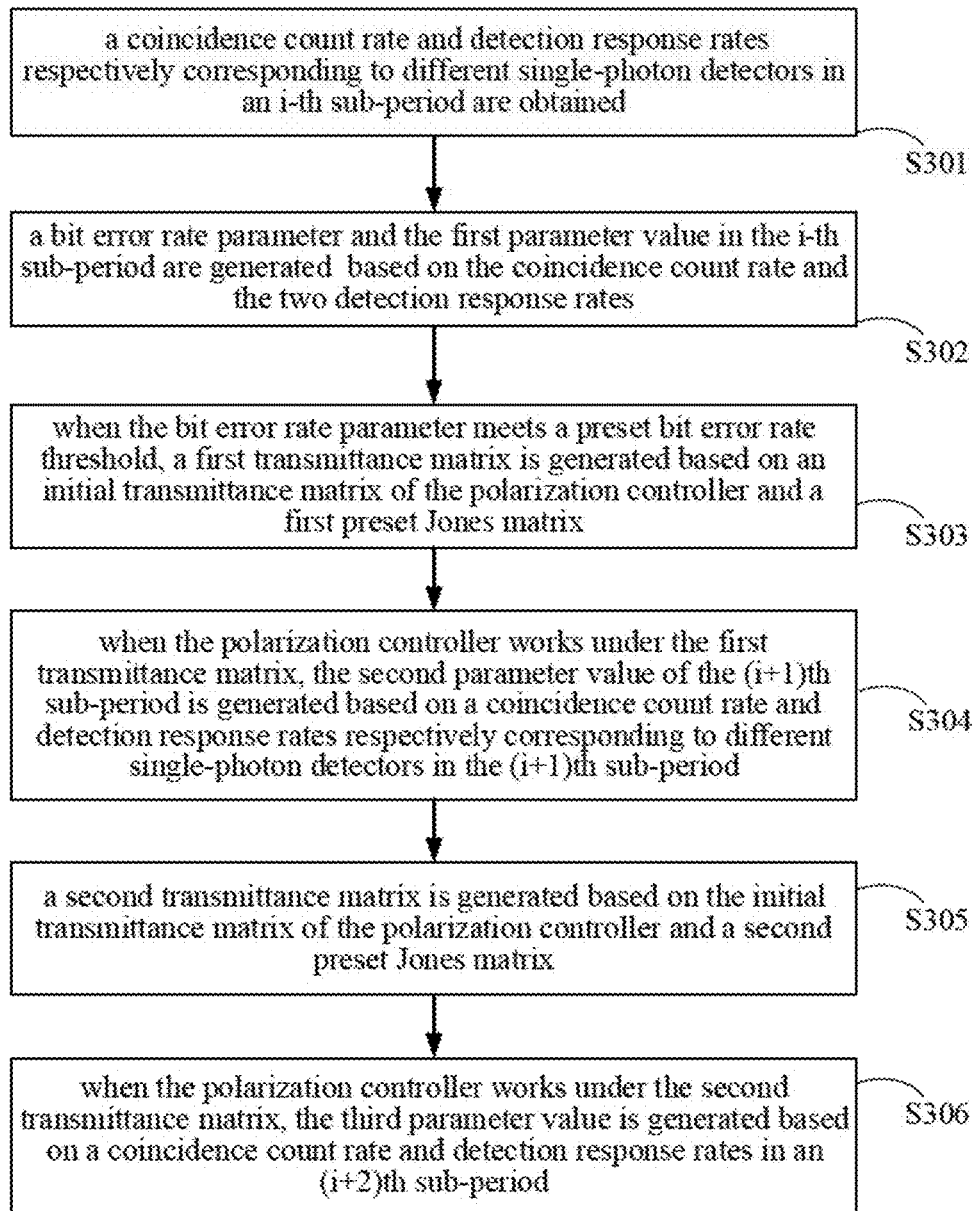 a coincidence count rate and detection response rates
respectively corresponding to different single-photon detectors in
an i-th sub-period are obtained
S301
a bit error rate parameter and the first parameter value in the i-th
sub-period are generated based on the coincidence count rate and
the two detection response rates
S302
when the bit error rate parameter meets a preset bit error rate
threshold, a first transmittance matrix is generated based on an
initial transmittance matrix of the polarization controller and a
first preset Jones matrix
S303
when the polarization controller works under the first
transmittance matrix, the second parameter value of the (i+1)th
sub-period is generated based on a coincidence count rate and
detection response rates respectively corresponding to different
single-photon detectors in the (i+1)th sub-period
S304
a second transmittance matrix is generated based on the initial
transmittance matrix of the polarization controller and a second
preset Jones matrix
S305
when the polarization controller works under the second
transmittance matrix, the third parameter value is generated based
on a coincidence count rate and detection response rates in an
(i+2)th sub-period
S306